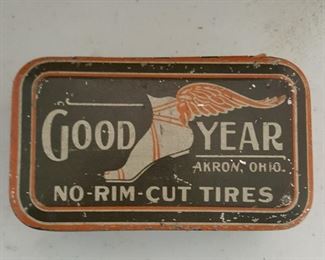 GOOD YEAR
AKRON, OHIO.
NO-RIM-CUT TIRES